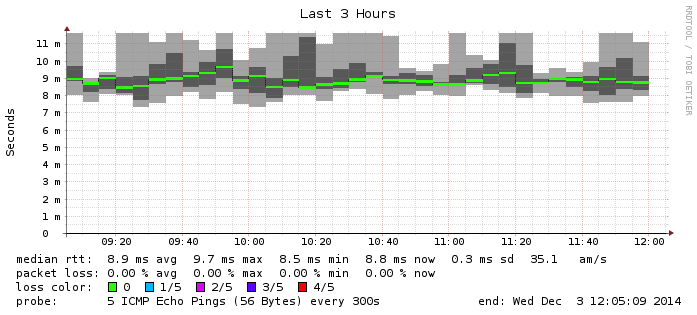 Last 3 Hours
RRDTOOL / TOBI OETIKER
Seconds
11 m
10 m
9 m
8 m
7 m
6 m
5 m
4 m
3 m
2 m
1 m
0
09:20 09:40 10:00 10:20 10:40 11:00 11:20 11:40 12:00
median rtt: 8.9 ms avg 9.7 ms max 8.5 ms min 8.8 ms now 0.3 ms sd 35.1 am/s
packet loss: 0.00 % avg 0.00 % max 0.00 % min 0.00 % now
loss color: 0 1/5 2/5 3/5 4/5
probe: 5 ICMP Echo Pings (56 Bytes) every 300s end: Wed Dec 3 12:05:09 2014